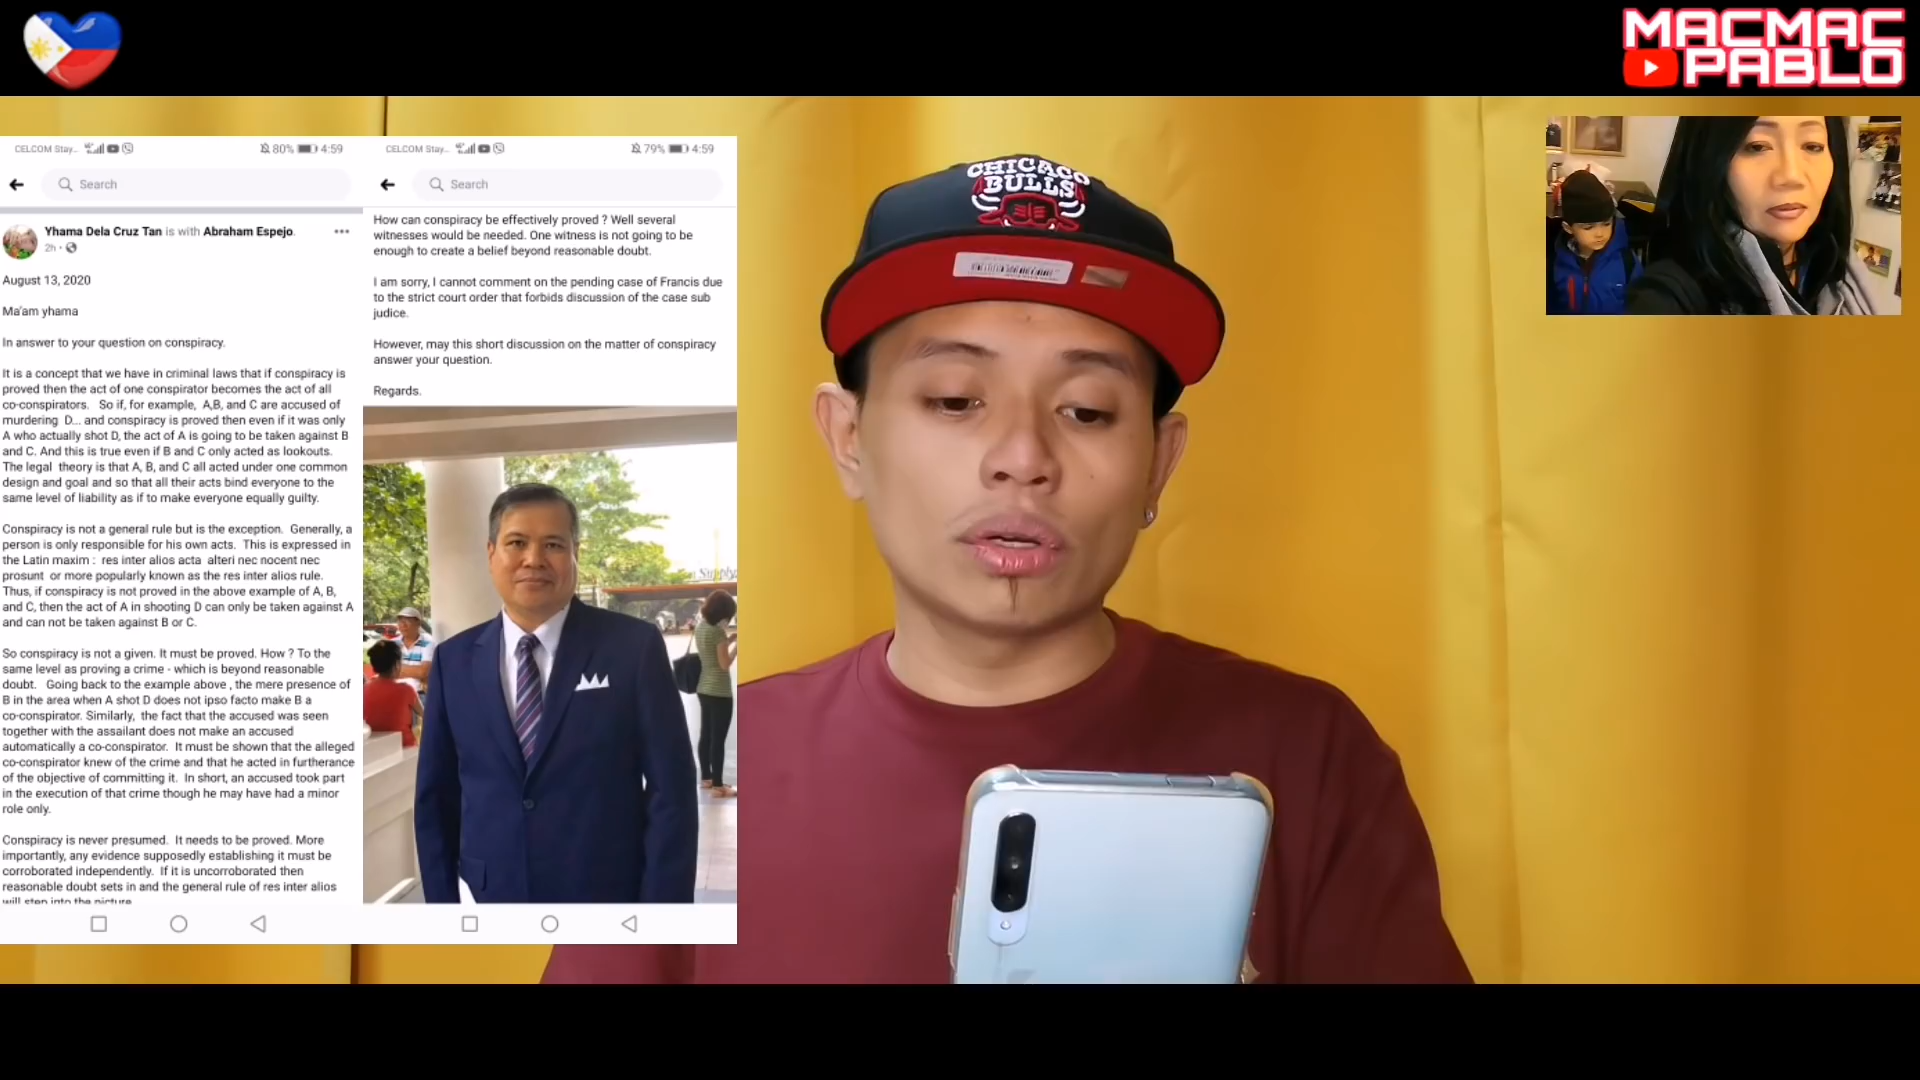 MACMAC
PABLO
CELCOM Stay...
80%
4:59
Search
Yhama Dela Cruz Tan is with Abraham Espejo.
2h
August 13, 2020
Ma'am yhama
In answer to your question on conspiracy.
It is a concept that we have in criminal laws that if conspiracy is
proved then the act of one conspirator becomes the act of all
co-conspirators. So if, for example, A,B, and C are accused of
murdering D... and conspiracy is proved then even if it was only
A who actually shot D, the act of A is going to be taken against B
and C. And this is true even if B and C only acted as lookouts.
The legal theory is that A, B, and C all acted under one common
design and goal and so that all their acts bind everyone to the
same level of liability as if to make everyone equally guilty.
Conspiracy is not a general rule but is the exception. Generally, a
person is only responsible for his own acts. This is expressed in
the Latin maxim : res inter alios acta alteri nec nocent nec
prosunt or more popularly known as the res inter alios rule.
Thus, if conspiracy is not proved in the above example of A, B,
and C, then the act of A in shooting D can only be taken against A
and can not be taken against B or C.
So conspiracy is not a given. It must be proved. How ? To the
same level as proving a crime - which is beyond reasonable
doubt. Going back to the example above , the mere presence of
B in the area when A shot D does not ipso facto make B a
co-conspirator. Similarly, the fact that the accused was seen
together with the assailant does not make an accused
automatically a co-conspirator. It must be shown that the alleged
co-conspirator knew of the crime and that he acted in furtherance
of the objective of committing it. In short, an accused took part
in the execution of that crime though he may have had a minor
role only.
Conspiracy is never presumed. It needs to be proved. More
importantly, any evidence supposedly establishing it must be
corroborated independently. If it is uncorroborated then
reasonable doubt sets in and the general rule of res inter alios
will step into the picture.
CELCOM Stay...
79%
4:59
Search
How can conspiracy be effectively proved ? Well several
witnesses would be needed. One witness is not going to be
enough to create a belief beyond reasonable doubt.
I am sorry, I cannot comment on the pending case of Francis due
to the strict court order that forbids discussion of the case sub
judice.
However, may this short discussion on the matter of conspiracy
answer your question.
Regards.
Simply
CHICAGO
BULLS